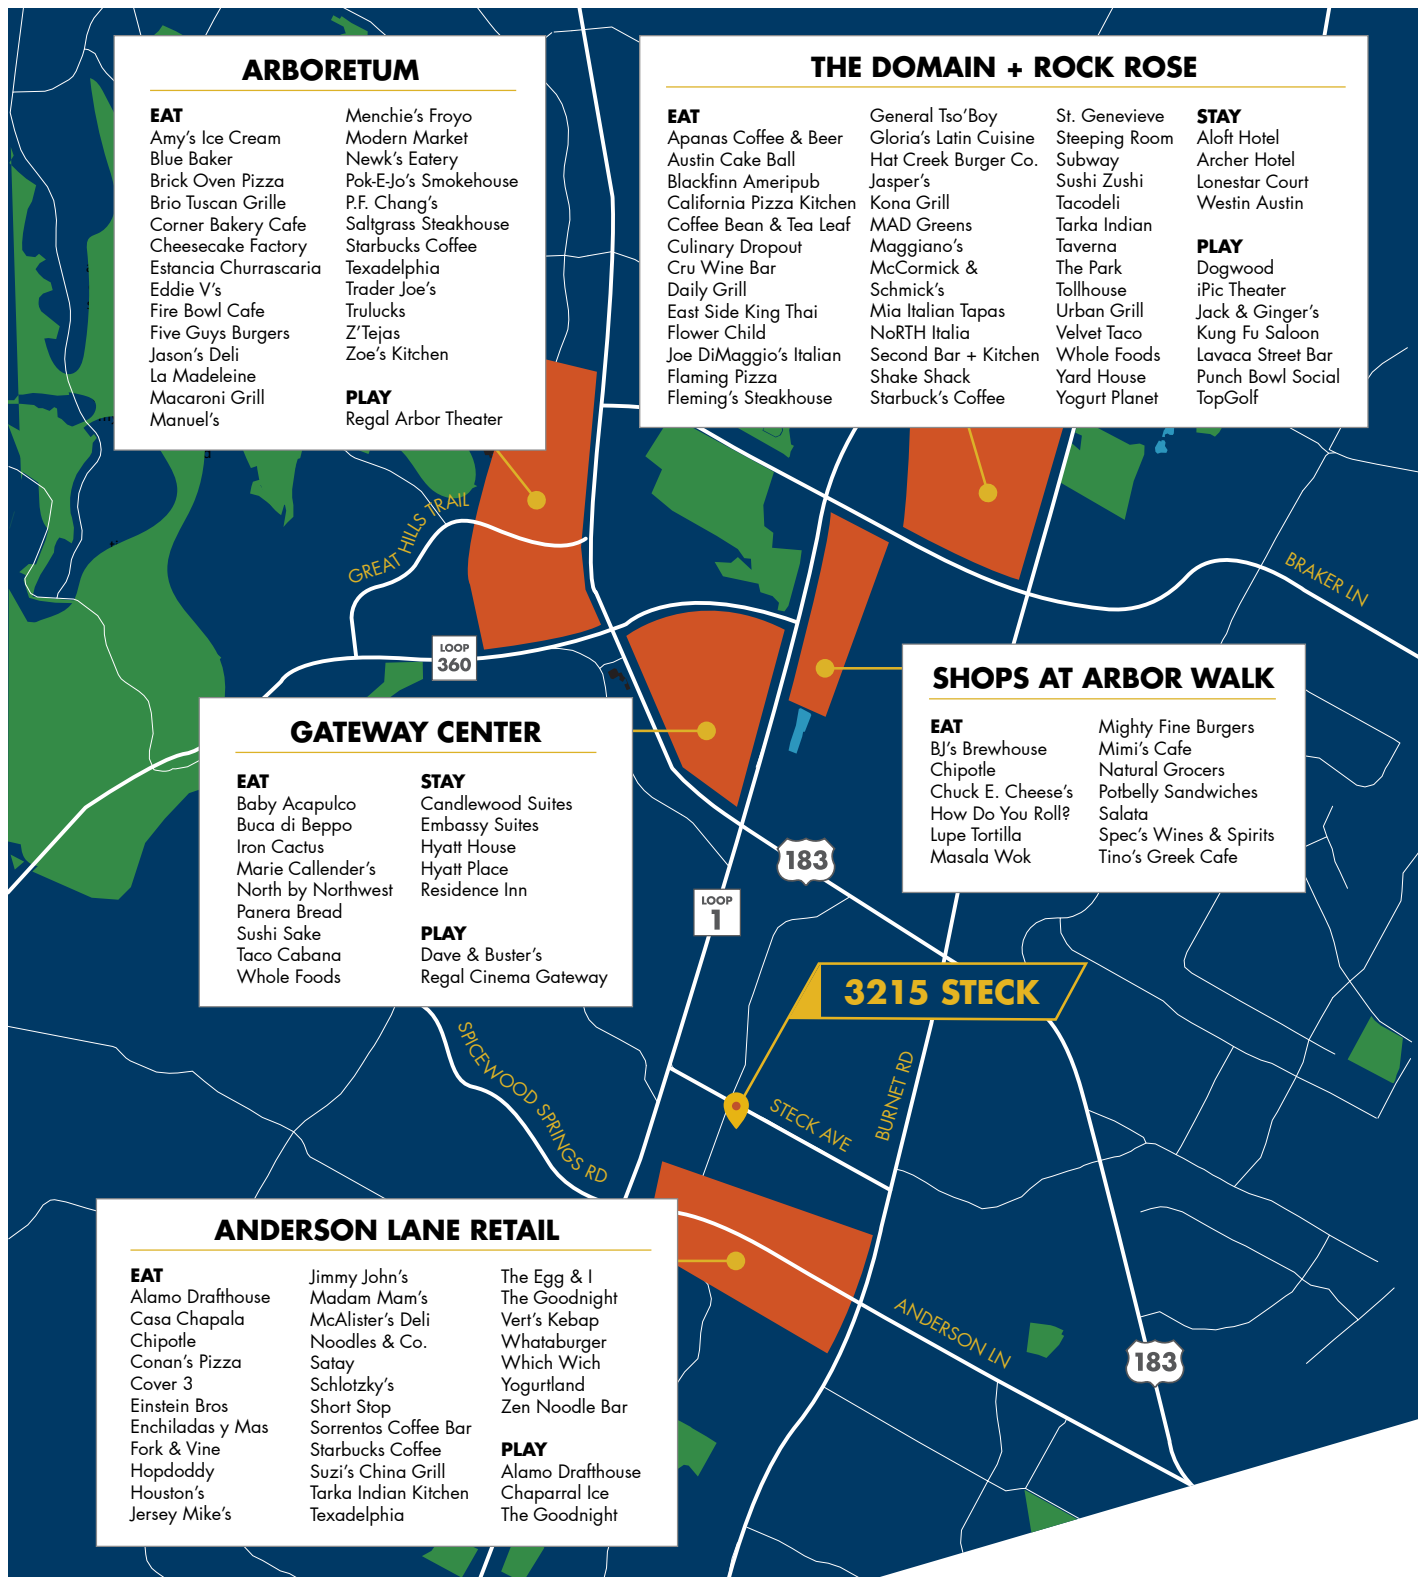 ARBORETUM
EAT
Amy's Ice Cream
Blue Baker
Brick Oven Pizza
Brio Tuscan Grille
Corner Bakery Cafe
Cheesecake Factory
Estancia Churrascaria
Eddie V's
Fire Bowl Cafe
Five Guys Burgers
Jason's Deli
La Madeleine
Macaroni Grill
Manuel's
Menchie's Froyo
Modern Market
Newk's Eatery
Pok-E-Jo's Smokehouse
P.F. Chang's
Saltgrass Steakhouse
Starbucks Coffee
Texadelphia
Trader Joe's
Trulucks
Z'Tejas
Zoe's Kitchen
PLAY
Regal Arbor Theater
THE DOMAIN + ROCK ROSE
EAT
Apanas Coffee & Beer
Austin Cake Ball
Blackfinn Ameripub
California Pizza Kitchen
Coffee Bean & Tea Leaf
Culinary Dropout
Cru Wine Bar
Daily Grill
East Side King Thai
Flower Child
Joe DiMaggio's Italian
Flaming Pizza
Fleming's Steakhouse
General Tso'Boy
Gloria's Latin Cuisine
Hat Creek Burger Co.
Jasper's
Kona Grill
MAD Greens
Maggiano's
McCormick &
Schmick's
Mia Italian Tapas
NoRTH Italia
Second Bar + Kitchen
Shake Shack
Starbuck's Coffee
St. Genevieve
Steeping Room
Subway
Sushi Zushi
Tacodeli
Tarka Indian
Taverna
The Park
Tollhouse
Urban Grill
Velvet Taco
Whole Foods
Yard House
Yogurt Planet
STAY
Aloft Hotel
Archer Hotel
Lonestar Court
Westin Austin
PLAY
Dogwood
iPic Theater
Jack & Ginger's
Kung Fu Saloon
Lavaca Street Bar
Punch Bowl Social
TopGolf
GREAT HILLS TRAIL
BRAKER LN
LOOP
360
SHOPS AT ARBOR WALK
EAT
BJ's Brewhouse
Chipotle
Chuck E. Cheese's
How Do You Roll?
Lupe Tortilla
Masala Wok
Mighty Fine Burgers
Mimi's Cafe
Natural Grocers
Potbelly Sandwiches
Salata
Spec's Wines & Spirits
Tino's Greek Cafe
GATEWAY CENTER
EAT
Baby Acapulco
Buca di Beppo
Iron Cactus
Marie Callender's
North by Northwest
Panera Bread
Sushi Sake
Taco Cabana
Whole Foods
STAY
Candlewood Suites
Embassy Suites
Hyatt House
Hyatt Place
Residence Inn
PLAY
Dave & Buster's
Regal Cinema Gateway
183
LOOP
1
3215 STECK
SPICEWOOD SPRINGS RD
STECK AVE
BURNET RD
ANDERSON LANE RETAIL
EAT
Alamo Drafthouse
Casa Chapala
Chipotle
Conan's Pizza
Cover 3
Einstein Bros
Enchiladas y Mas
Fork & Vine
Hopdoddy
Houston's
Jersey Mike's
Jimmy John's
Madam Mam's
McAlister's Deli
Noodles & Co.
Satay
Schlotzky's
Short Stop
Sorrentos Coffee Bar
Starbucks Coffee
Suzi's China Grill
Tarka Indian Kitchen
Texadelphia
The Egg & I
The Goodnight
Vert's Kebap
Whataburger
Which Wich
Yogurtland
Zen Noodle Bar
PLAY
Alamo Drafthouse
Chaparral Ice
The Goodnight
ANDERSON LN
183